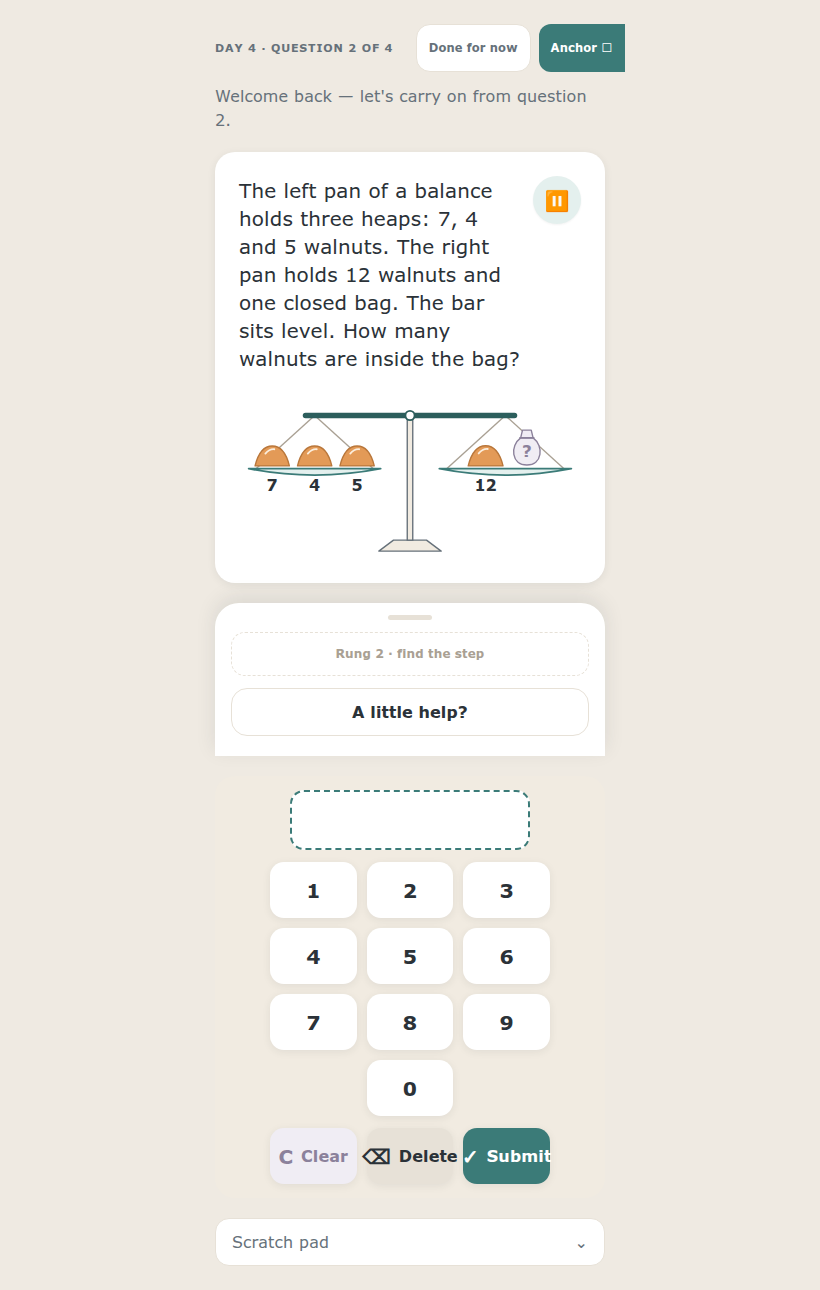 DAY 4 · QUESTION 2 OF 4
Done for now
Anchor ☐
Welcome back — let's carry on from question
2.
The left pan of a balance
holds three heaps: 7, 4
and 5 walnuts. The right
pan holds 12 walnuts and
one closed bag. The bar
sits level. How many
walnuts are inside the bag?
?
7 4 5 12
Rung 2 · find the step
A little help?
1 2 3
4 5 6
7 8 9
0
C Clear ⌫ Delete ✓ Submit
Scratch pad